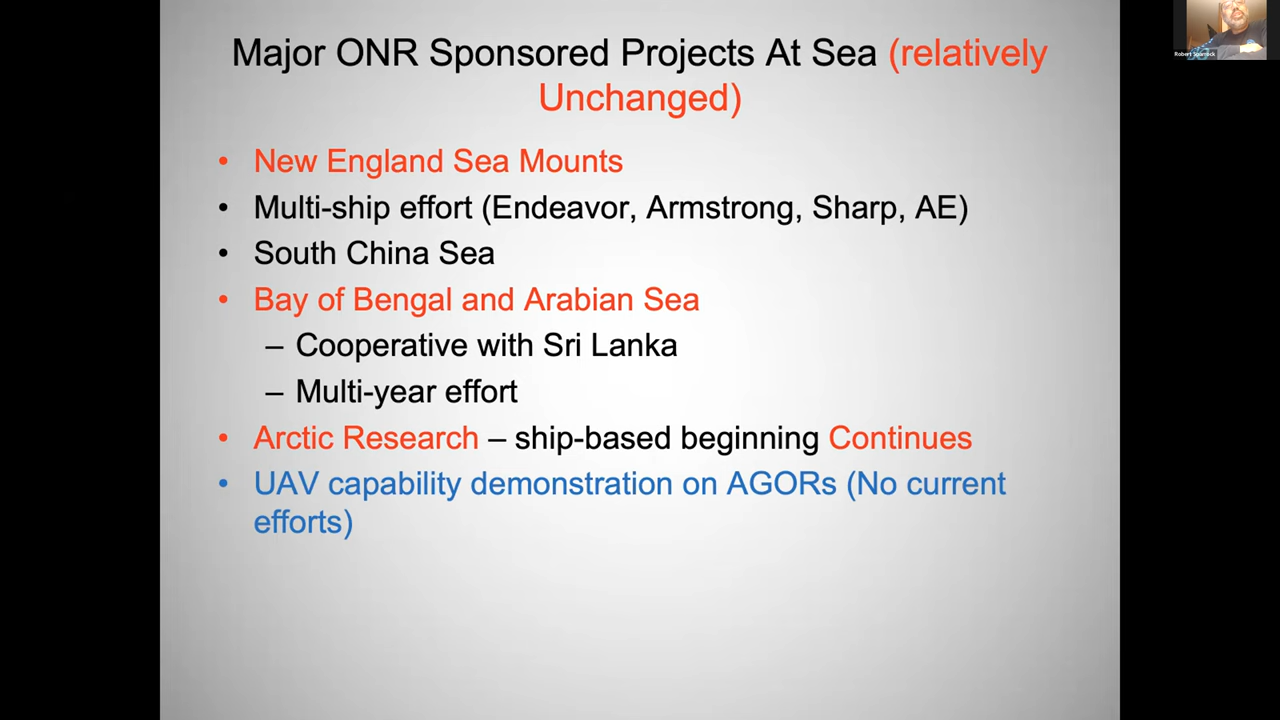 Major ONR Sponsored Projects At Sea (relatively
Unchanged)
• New England Sea Mounts
• Multi-ship effort (Endeavor, Armstrong, Sharp, AE)
• South China Sea
• Bay of Bengal and Arabian Sea
– Cooperative with Sri Lanka
– Multi-year effort
• Arctic Research – ship-based beginning Continues
• UAV capability demonstration on AGORs (No current
efforts)
Robert